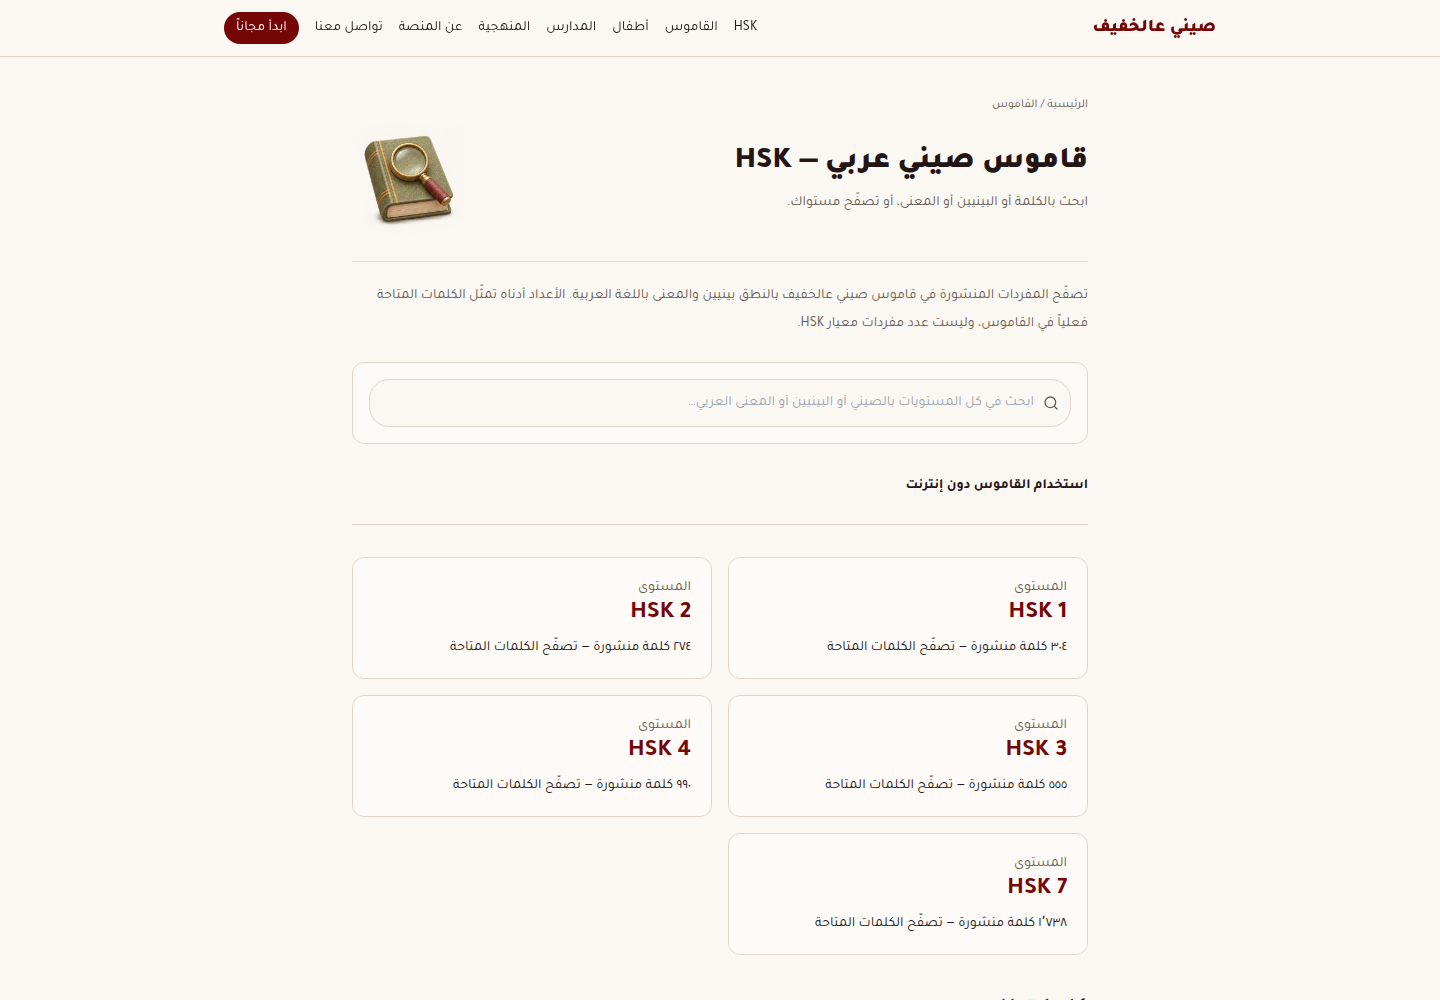 صيني عالخفيف
HSK القاموس أطفال المدارس المنهجية عن المنصة تواصل معنا ابدأ مجاناً
الرئيسية / القاموس
قاموس صيني عربي — HSK
ابحث بالكلمة أو البينيين أو المعنى، أو تصفّح مستواك.
تصفّح المفردات المنشورة في قاموس صيني عالخفيف بالنطق بينيين والمعنى باللغة العربية. الأعداد أدناه تمثّل الكلمات المتاحة
فعلياً في القاموس، وليست عدد مفردات معيار HSK.
ابحث في كل المستويات بالصيني أو البينيين أو المعنى العربي...
استخدام القاموس دون إنترنت
المستوى
HSK 1
٣٠٤ كلمة منشورة — تصفّح الكلمات المتاحة
المستوى
HSK 2
٢٧٤ كلمة منشورة — تصفّح الكلمات المتاحة
المستوى
HSK 3
٥٥٥ كلمة منشورة — تصفّح الكلمات المتاحة
المستوى
HSK 4
٩٩٠ كلمة منشورة — تصفّح الكلمات المتاحة
المستوى
HSK 7
١٬٧٣٨ كلمة منشورة — تصفّح الكلمات المتاحة